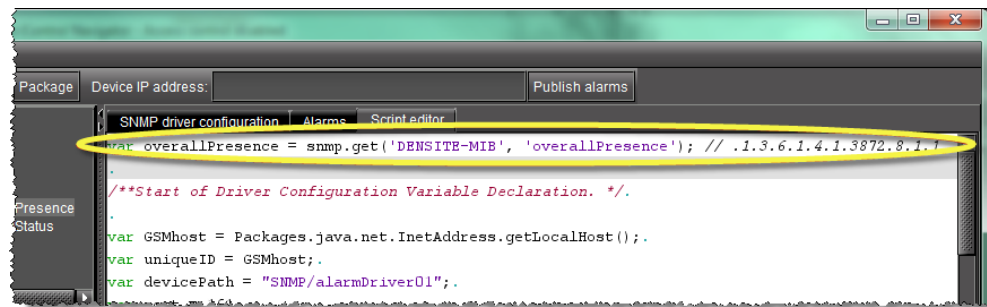 Package Device IP address: Publish alarms
SNMP driver configuration Alarms Script editor
var overallPresence = snmp.get('DENSITE-MIB', 'overallPresence'); // .1.3.6.1.4.1.3872.8.1.1
.
/**Start of Driver Configuration Variable Declaration. */.
Presence
.
Status
var GSMhost = Packages.java.net.InetAddress.getLocalHost();.
var uniqueID = GSMhost;.
var devicePath = "SNMP/alarmDriver01";.